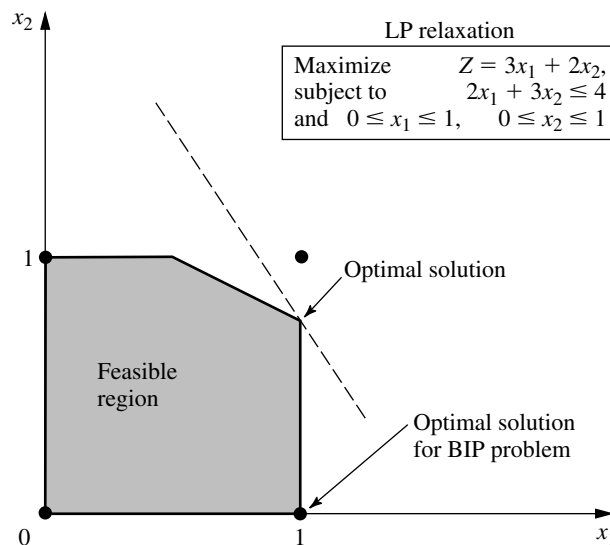 x₂
LP relaxation
Maximize Z = 3x₁ + 2x₂,
subject to 2x₁ + 3x₂ ≤ 4
and 0 ≤ x₁ ≤ 1, 0 ≤ x₂ ≤ 1
1
Optimal solution
Feasible
region
Optimal solution
for BIP problem
0
1
x